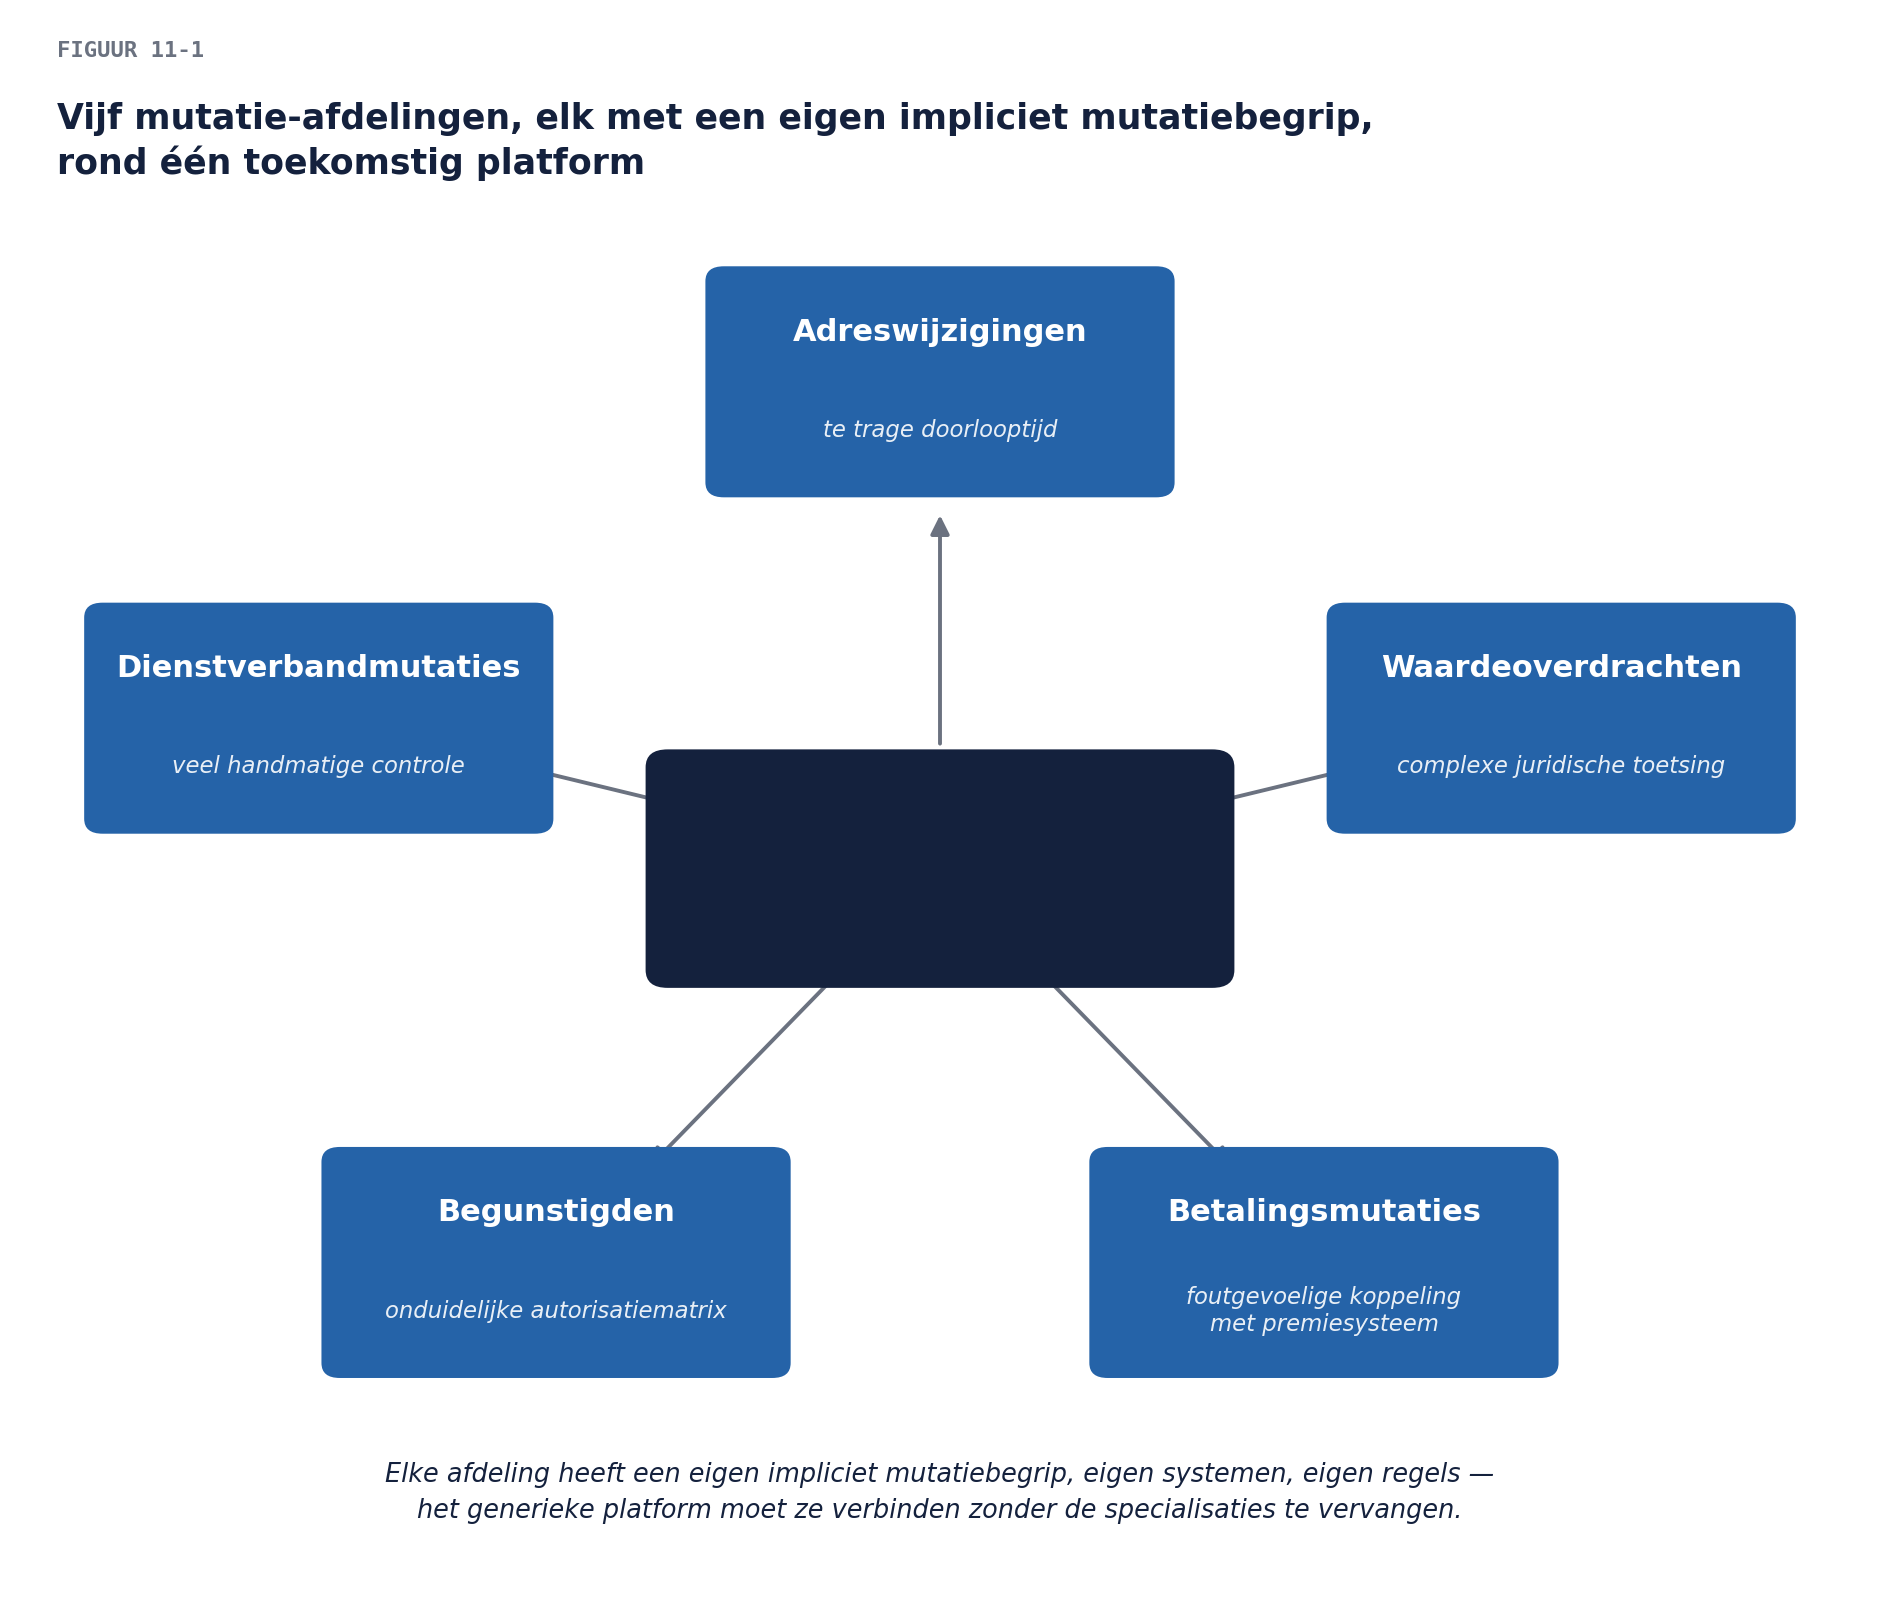 FIGUUR 11-1
Vijf mutatie-afdelingen, elk met een eigen impliciet mutatiebegrip,
rond één toekomstig platform
Adreswijzigingen
te trage doorlooptijd
Dienstverbandmutaties
veel handmatige controle
Waardeoverdrachten
complexe juridische toetsing
Begunstigden
onduidelijke autorisatiematrix
Betalingsmutaties
foutgevoelige koppeling
met premiesysteem
Elke afdeling heeft een eigen impliciet mutatiebegrip, eigen systemen, eigen regels —
het generieke platform moet ze verbinden zonder de specialisaties te vervangen.